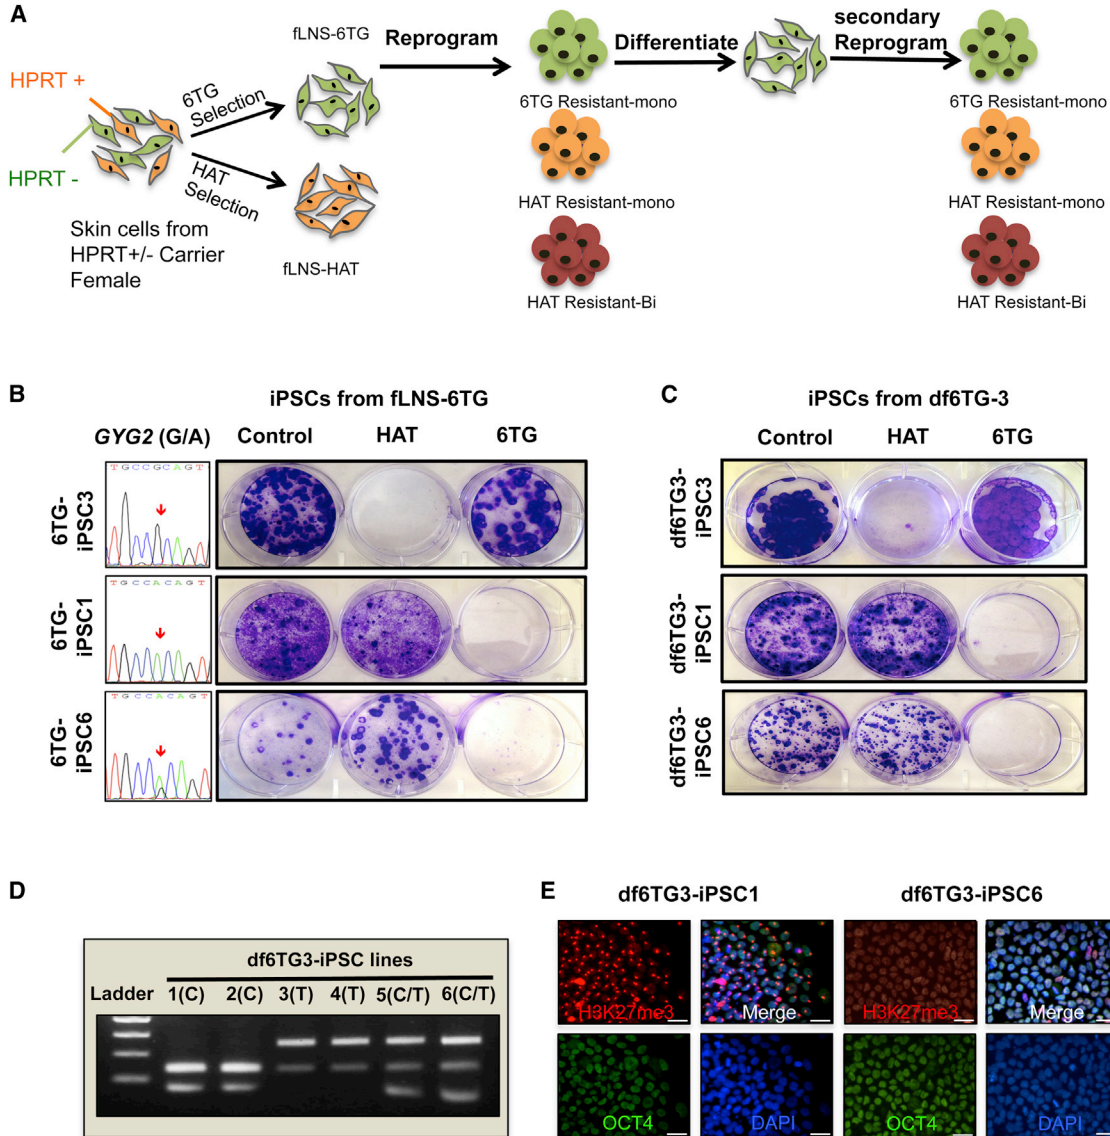 A
HPRT +
HPRT -
Skin cells from
HPRT+/- Carrier
Female
6TG
Selection
HAT
Selection
fLNS-6TG
fLNS-HAT
Reprogram
6TG Resistant-mono
HAT Resistant-mono
HAT Resistant-Bi
Differentiate
secondary
Reprogram
6TG Resistant-mono
HAT Resistant-mono
HAT Resistant-Bi
B
iPSCs from fLNS-6TG
GYG2 (G/A)
Control
HAT
6TG
6TG-
iPSC3
TGCCGCAGT
6TG-
iPSC1
TGCCACAGT
6TG-
iPSC6
TGCCACAGT
C
iPSCs from df6TG-3
Control
HAT
6TG
df6TG3-
iPSC3
df6TG3-
iPSC1
df6TG3-
iPSC6
D
df6TG3-iPSC lines
Ladder 1(C) 2(C) 3(T) 4(T) 5(C/T) 6(C/T)
E
df6TG3-iPSC1
df6TG3-iPSC6
H3K27me3
Merge
H3K27me3
Merge
OCT4
DAPI
OCT4
DAPI